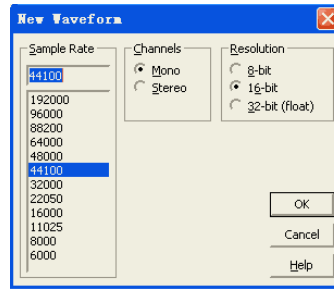 New Waveform
Sample Rate
44100
192000
96000
88200
64000
48000
44100
32000
22050
16000
11025
8000
6000
Channels
Mono
Stereo
Resolution
8-bit
16-bit
32-bit (float)
OK
Cancel
Help